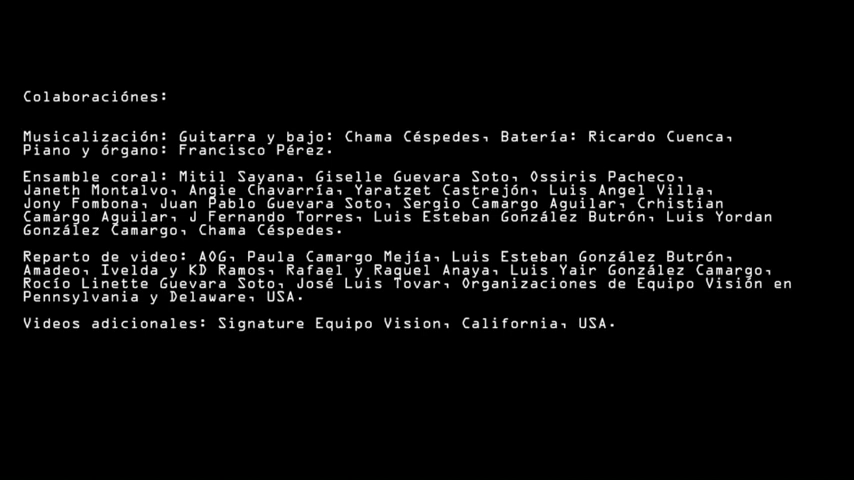 Colaboraciónes:
Musicalización: Guitarra y bajo: Chama Céspedes, Batería: Ricardo Cuenca,
Piano y órgano: Francisco Pérez.
Ensamble coral: Mitil Sayana, Giselle Guevara Soto, Ossiris Pacheco,
Janeth Montalvo, Angie Chavarría, Yaratzet Castrejón, Luis Angel Villa,
Jony Fombona, Juan Pablo Guevara Soto, Sergio Camargo Aguilar, Crhistian
Camargo Aguilar, J Fernando Torres, Luis Esteban González Butrón, Luis Yordan
González Camargo, Chama Céspedes.
Reparto de video: AOG, Paula Camargo Mejía, Luis Esteban González Butrón,
Amadeo, Ivelda y KD Ramos, Rafael y Raquel Anaya, Luis Yair González Camargo,
Rocío Linette Guevara Soto, José Luis Tovar, Organizaciones de Equipo Visión en
Pennsylvania y Delaware, USA.
Videos adicionales: Signature Equipo Vision, California, USA.